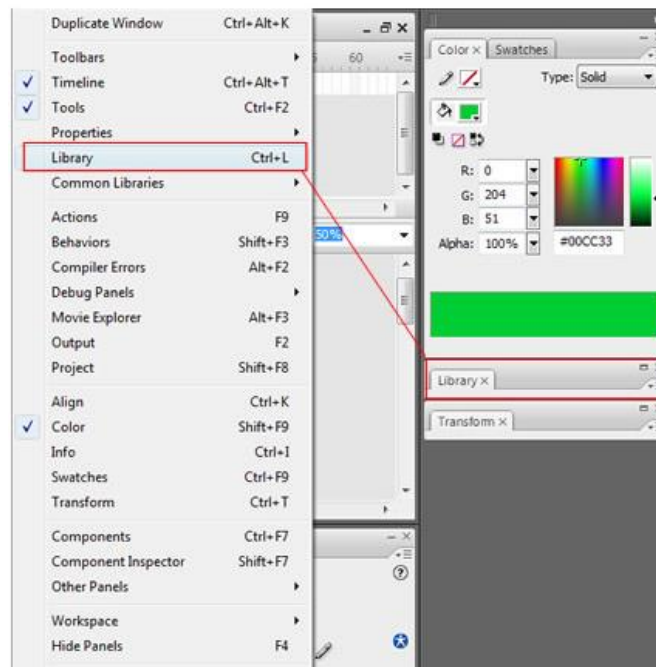 Duplicate Window Ctrl+Alt+K
Toolbars
Timeline Ctrl+Alt+T
Tools Ctrl+F2
Properties
Library Ctrl+L
Common Libraries
Actions F9
Behaviors Shift+F3
Compiler Errors Alt+F2
Debug Panels
Movie Explorer Alt+F3
Output F2
Project Shift+F8
Align Ctrl+K
Color Shift+F9
Info Ctrl+I
Swatches Ctrl+F9
Transform Ctrl+T
Components Ctrl+F7
Component Inspector Shift+F7
Other Panels
Workspace
Hide Panels F4
60
50%
Color Swatches
Type: Solid
R: 0
G: 204
B: 51
Alpha: 100% #00CC33
Library
Transform